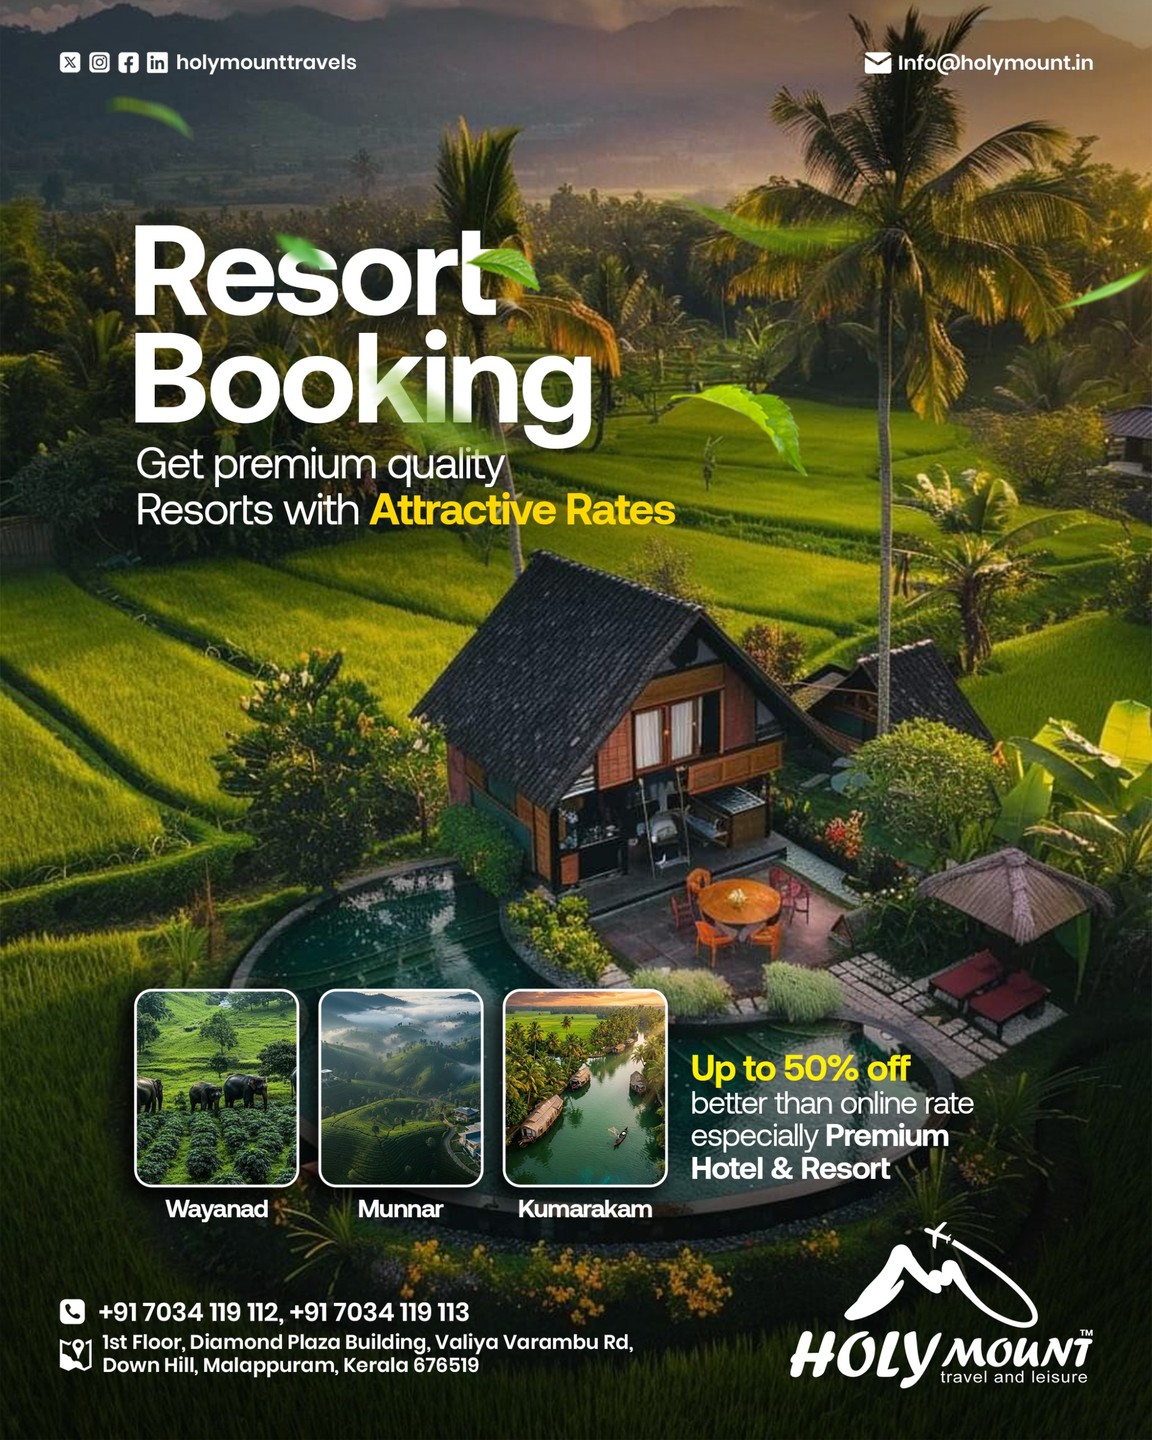 holymounttravels
Info@holymount.in
Resort
Booking
Get premium quality
Resorts with Attractive Rates
Up to 50% off
better than online rate
especially Premium
Hotel & Resort
Wayanad
Munnar
Kumarakam
+91 7034 119 112, +91 7034 119 113
1st Floor, Diamond Plaza Building, Valiya Varambu Rd,
Down Hill, Malappuram, Kerala 676519
HOLY MOUNT™
travel and leisure